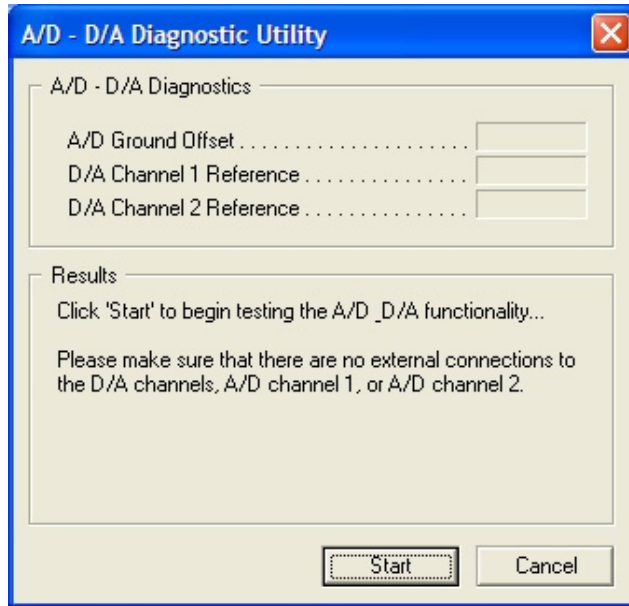 A/D - D/A Diagnostic Utility
A/D - D/A Diagnostics
A/D Ground Offset . . . . . . . . . . . . . . . . . . . . .
D/A Channel 1 Reference . . . . . . . . . . . . . . .
D/A Channel 2 Reference . . . . . . . . . . . . . . .
Results
Click 'Start' to begin testing the A/D _D/A functionality...
Please make sure that there are no external connections to
the D/A channels, A/D channel 1, or A/D channel 2.
Start
Cancel